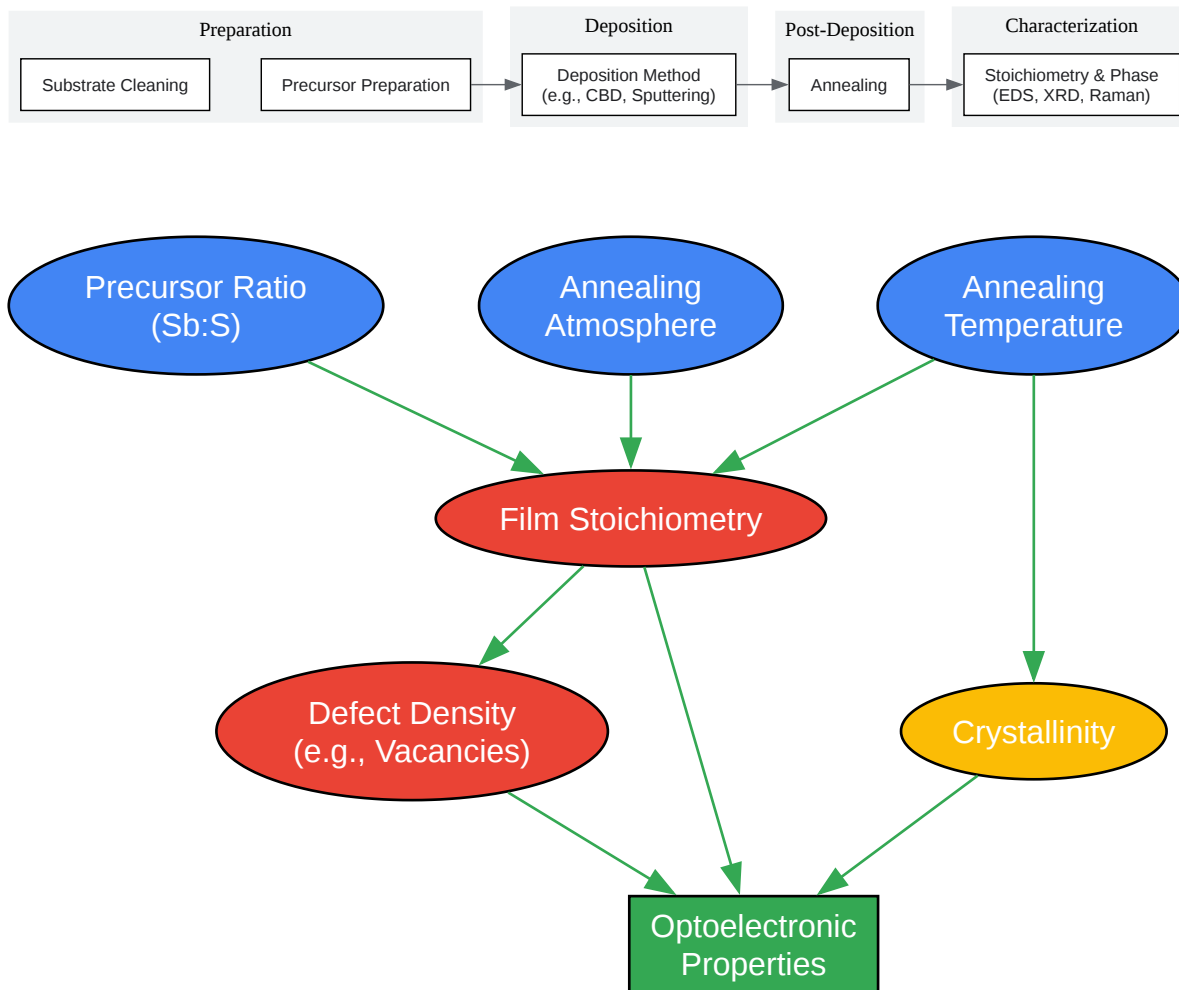 Preparation
Deposition
Post-Deposition
Characterization
Substrate Cleaning
Precursor Preparation
Deposition Method
(e.g., CBD, Sputtering)
Annealing
Stoichiometry & Phase
(EDS, XRD, Raman)
Precursor Ratio
(Sb:S)
Annealing
Atmosphere
Annealing
Temperature
Film Stoichiometry
Defect Density
(e.g., Vacancies)
Crystallinity
Optoelectronic
Properties